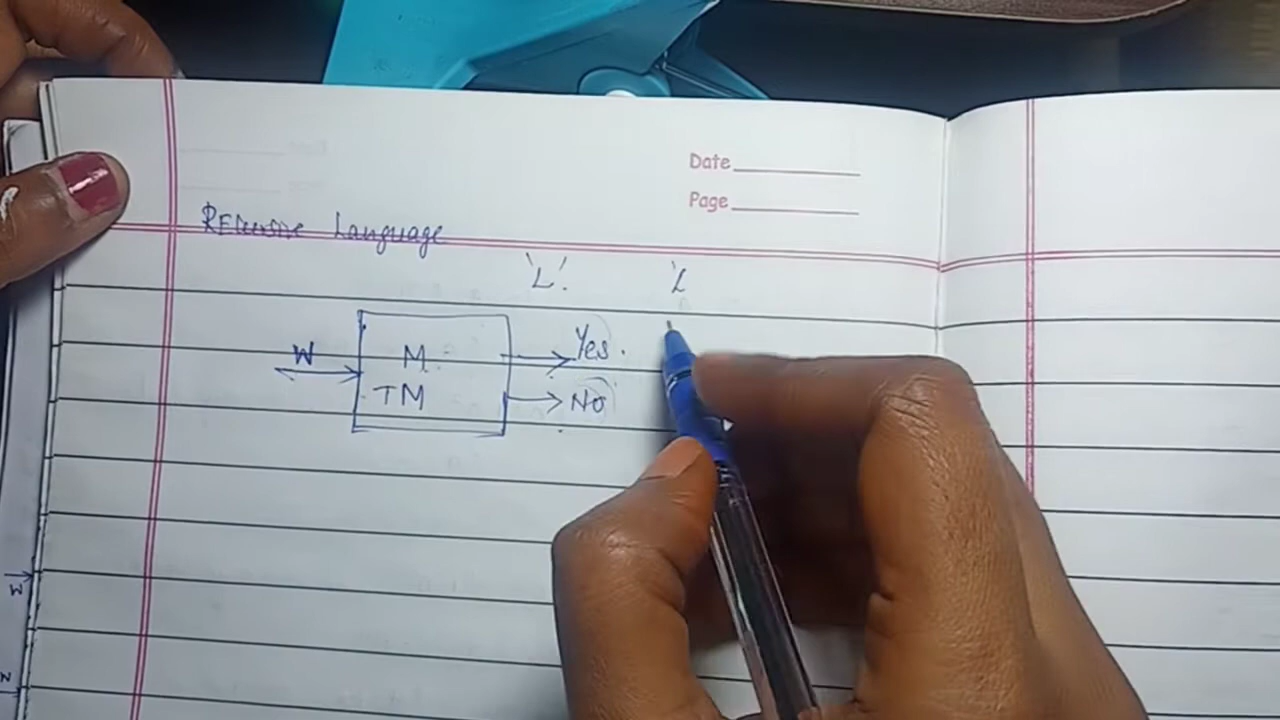 Date
Page
REcursive Language
'L'. 'L
W M Yes.
TM No